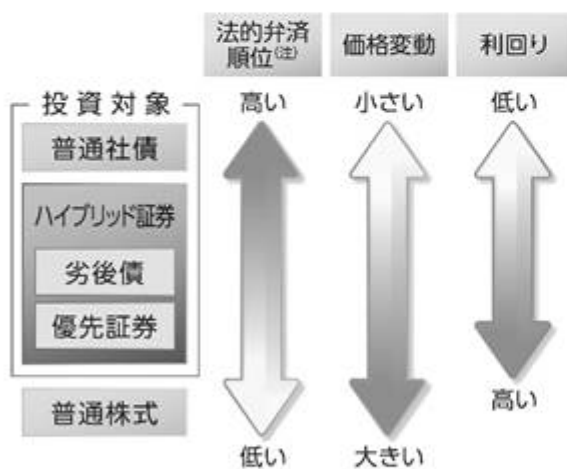 法的弁済
順位(注)
価格変動
利回り
投資対象
高い
小さい
低い
普通社債
ハイブリッド証券
劣後債
優先証券
普通株式
高い
低い
大きい